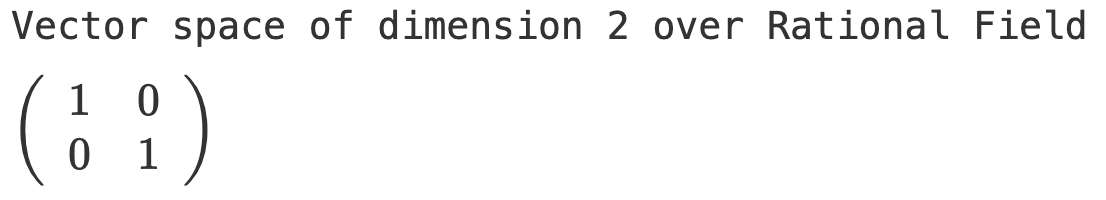 Vector space of dimension 2 over Rational Field
( 1 0
0 1 )